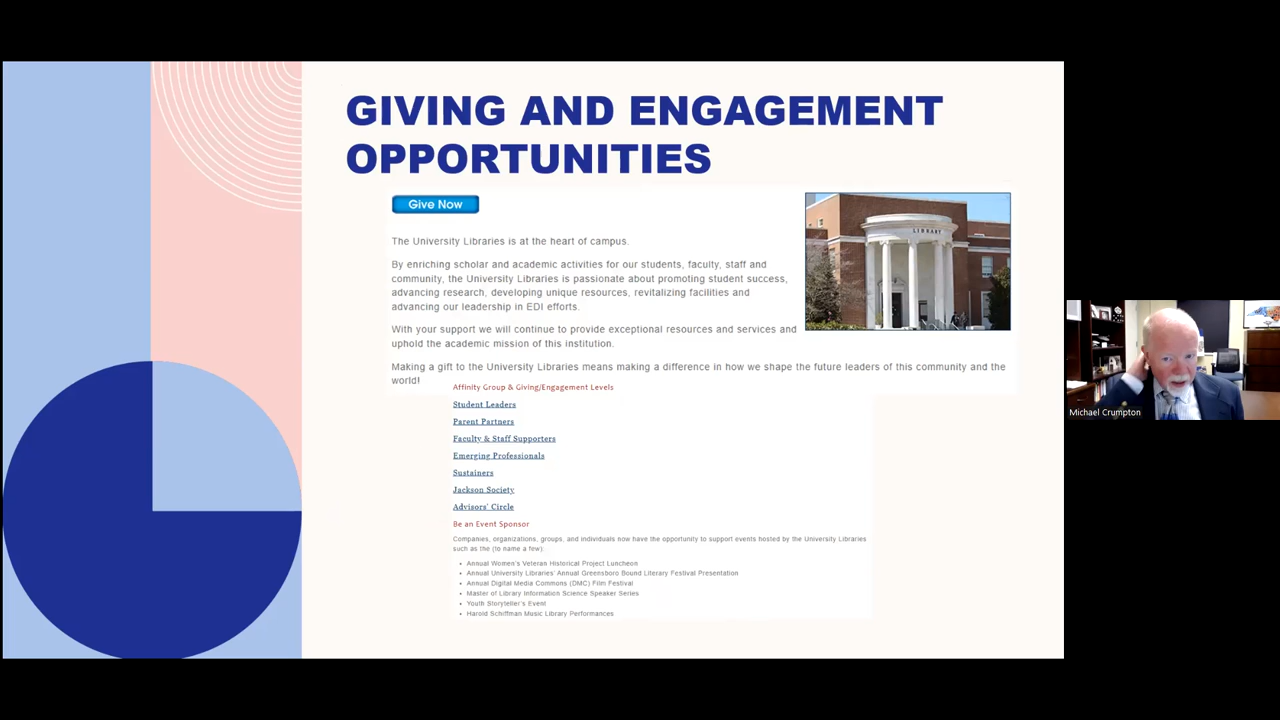 GIVING AND ENGAGEMENT
OPPORTUNITIES
Give Now
LIBRARY
The University Libraries is at the heart of campus.
By enriching scholar and academic activities for our students, faculty, staff and
community, the University Libraries is passionate about promoting student success,
advancing research, developing unique resources, revitalizing facilities and
advancing our leadership in EDI efforts.
With your support we will continue to provide exceptional resources and services and
uphold the academic mission of this institution.
Making a gift to the University Libraries means making a difference in how we shape the future leaders of this community and the
world!
Affinity Group & Giving/Engagement Levels
Student Leaders
Parent Partners
Faculty & Staff Supporters
Emerging Professionals
Sustainers
Jackson Society
Advisors' Circle
Be an Event Sponsor
Companies, organizations, groups, and individuals now have the opportunity to support events hosted by the University Libraries
such as the (to name a few):
• Annual Women's Veteran Historical Project Luncheon
• Annual University Libraries' Annual Greensboro Bound Literary Festival Presentation
• Annual Digital Media Commons (DMC) Film Festival
• Master of Library Information Science Speaker Series
• Youth Storyteller's Event
• Harold Schiffman Music Library Performances
Michael Crumpton